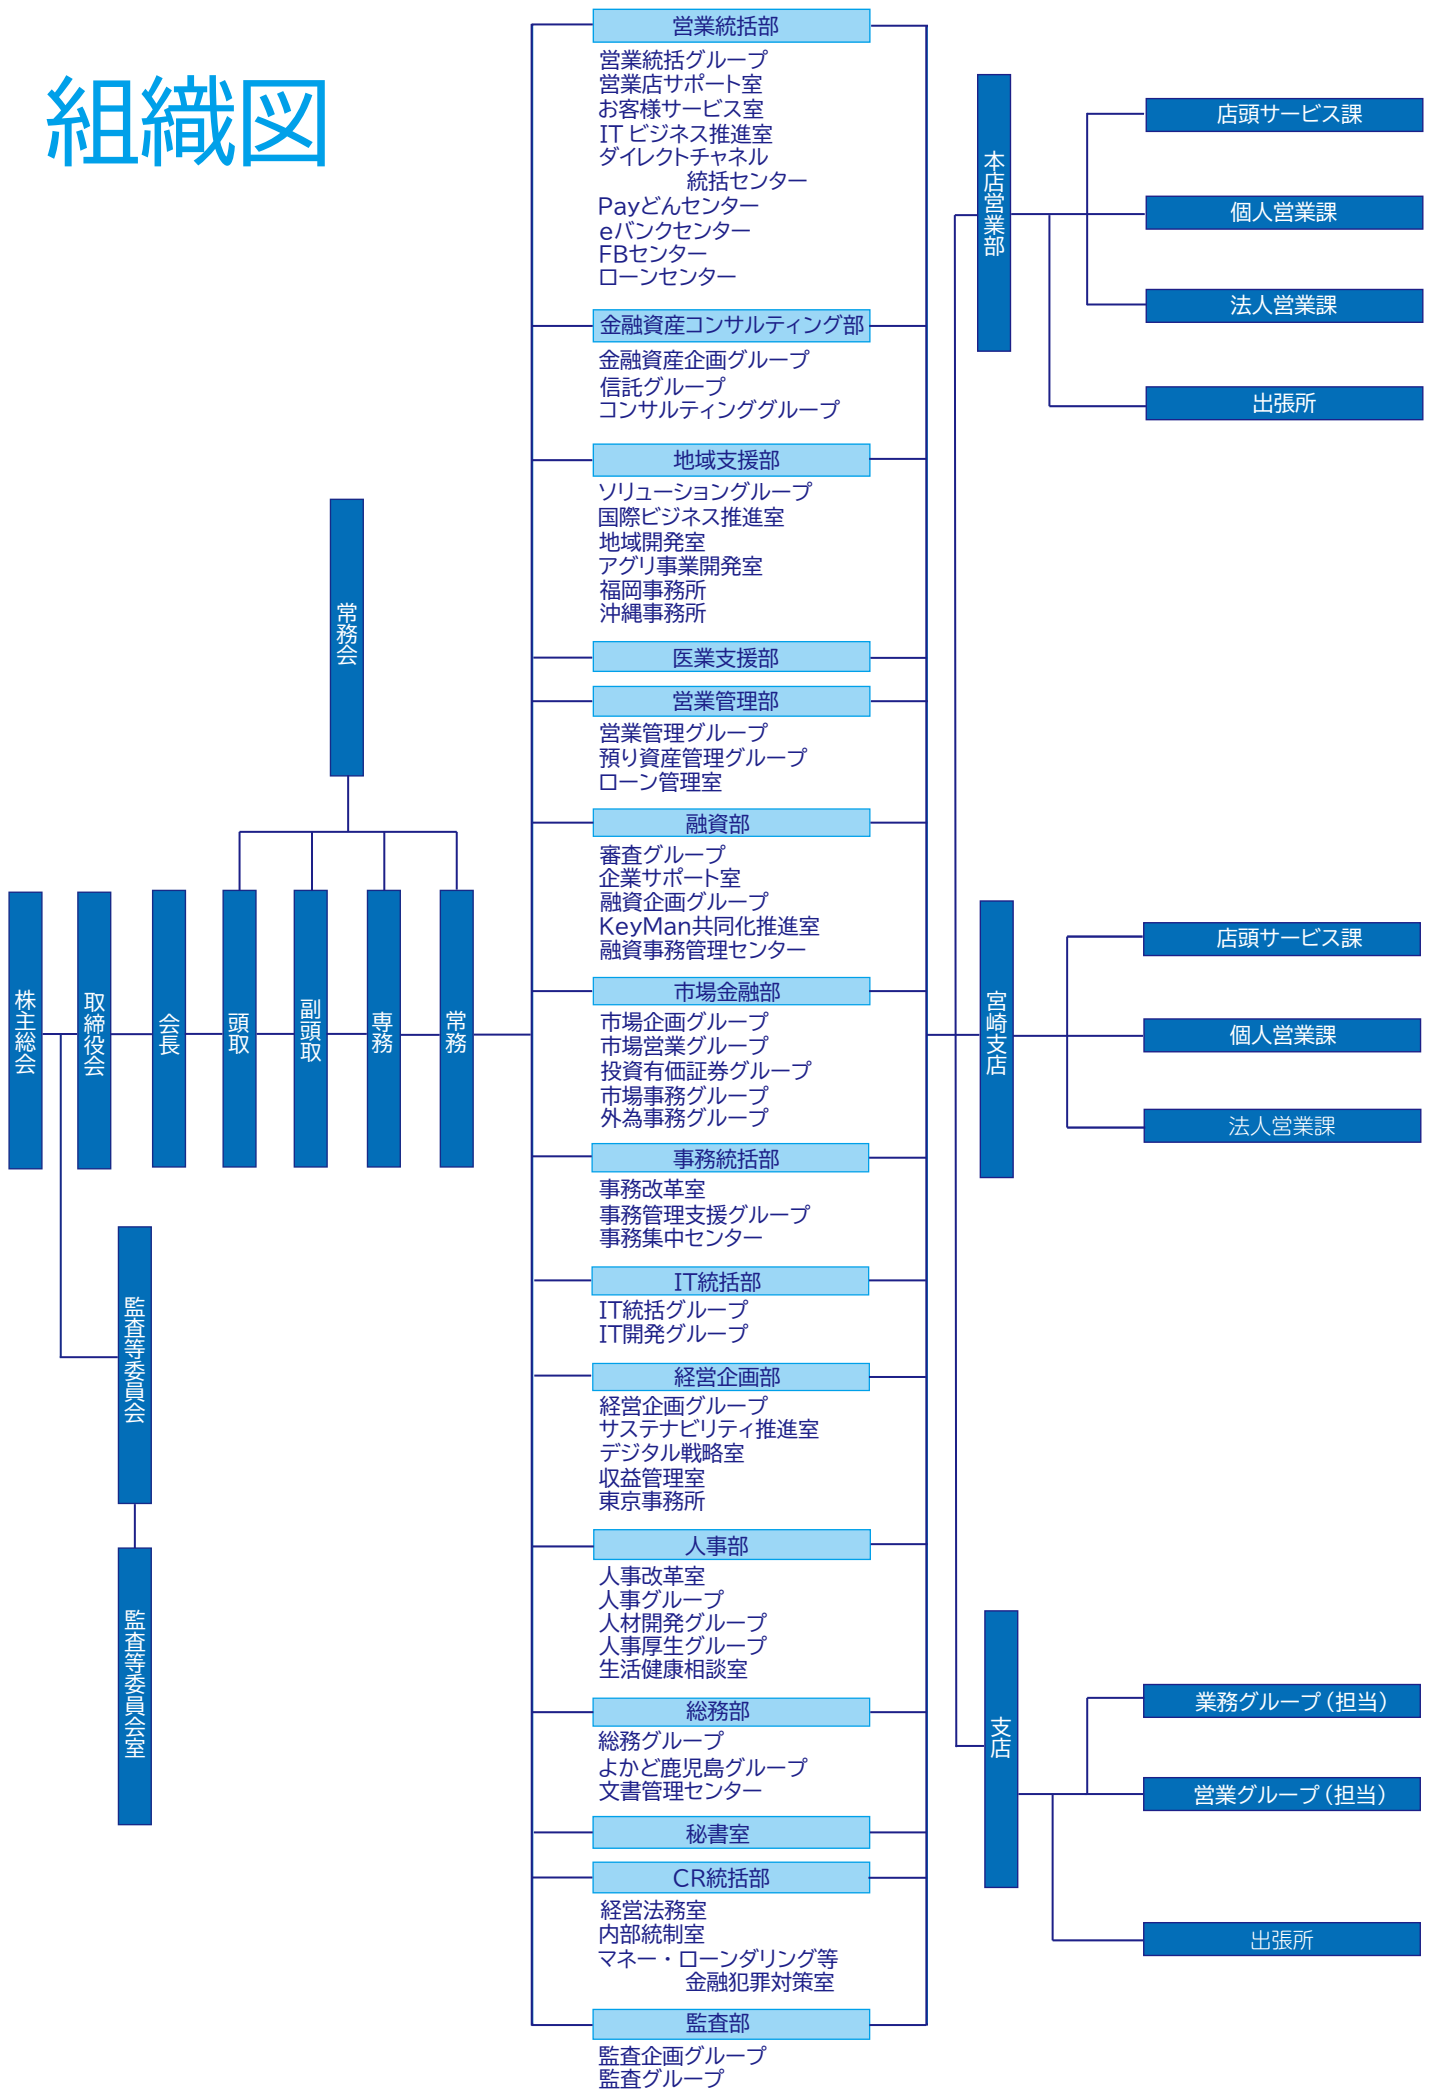 組織図
株主総会
取締役会
会長
頭取
副頭取
専務
常務
常務会
監査等委員会
監査等委員会室
営業統括部
営業統括グループ
営業店サポート室
お客様サービス室
IT ビジネス推進室
ダイレクトチャネル
統括センター
Payどんセンター
eバンクセンター
FBセンター
ローンセンター
金融資産コンサルティング部
金融資産企画グループ
信託グループ
コンサルティンググループ
地域支援部
ソリューショングループ
国際ビジネス推進室
地域開発室
アグリ事業開発室
福岡事務所
沖縄事務所
医業支援部
営業管理部
営業管理グループ
預り資産管理グループ
ローン管理室
融資部
審査グループ
企業サポート室
融資企画グループ
KeyMan共同化推進室
融資事務管理センター
市場金融部
市場企画グループ
市場営業グループ
投資有価証券グループ
市場事務グループ
外為事務グループ
事務統括部
事務改革室
事務管理支援グループ
事務集中センター
IT統括部
IT統括グループ
IT開発グループ
経営企画部
経営企画グループ
サステナビリティ推進室
デジタル戦略室
収益管理室
東京事務所
人事部
人事改革室
人事グループ
人材開発グループ
人事厚生グループ
生活健康相談室
総務部
総務グループ
よかど鹿児島グループ
文書管理センター
秘書室
CR統括部
経営法務室
内部統制室
マネー・ローンダリング等
金融犯罪対策室
監査部
監査企画グループ
監査グループ
本店営業部
店頭サービス課
個人営業課
法人営業課
出張所
宮崎支店
店頭サービス課
個人営業課
法人営業課
支店
業務グループ（担当）
営業グループ（担当）
出張所